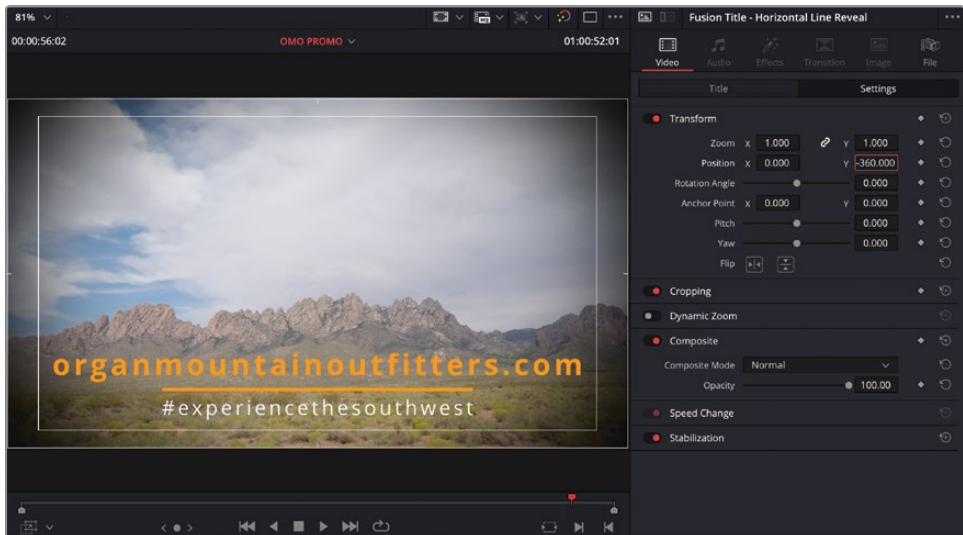 81%
Fusion Title - Horizontal Line Reveal
00:00:56:02 OMO PROMO 01:00:52:01
Video Audio Effects Transition Image File
Title Settings
Transform
Zoom X 1.000 Y 1.000
Position X 0.000 Y -360.000
Rotation Angle 0.000
Anchor Point X 0.000 Y 0.000
Pitch 0.000
Yaw 0.000
Flip
Cropping
Dynamic Zoom
Composite
Composite Mode Normal
Opacity 100.00
Speed Change
Stabilization
organmountainoutfitters.com
#experiencethesouthwest